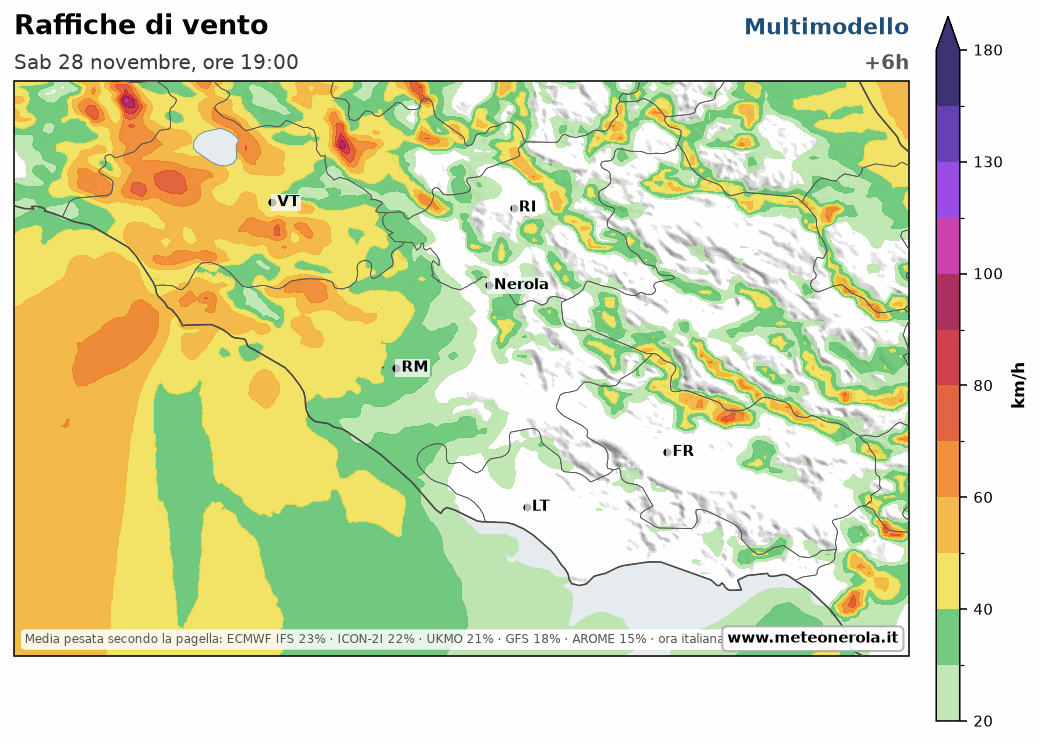 Raffiche di vento
Multimodello
Sab 28 novembre, ore 19:00
+6h
180
130
100
80
60
40
20
km/h
VT
RI
Nerola
RM
FR
LT
Media pesata secondo la pagella: ECMWF IFS 23% · ICON-2I 22% · UKMO 21% · GFS 18% · AROME 15% · ora italiana
www.meteonerola.it